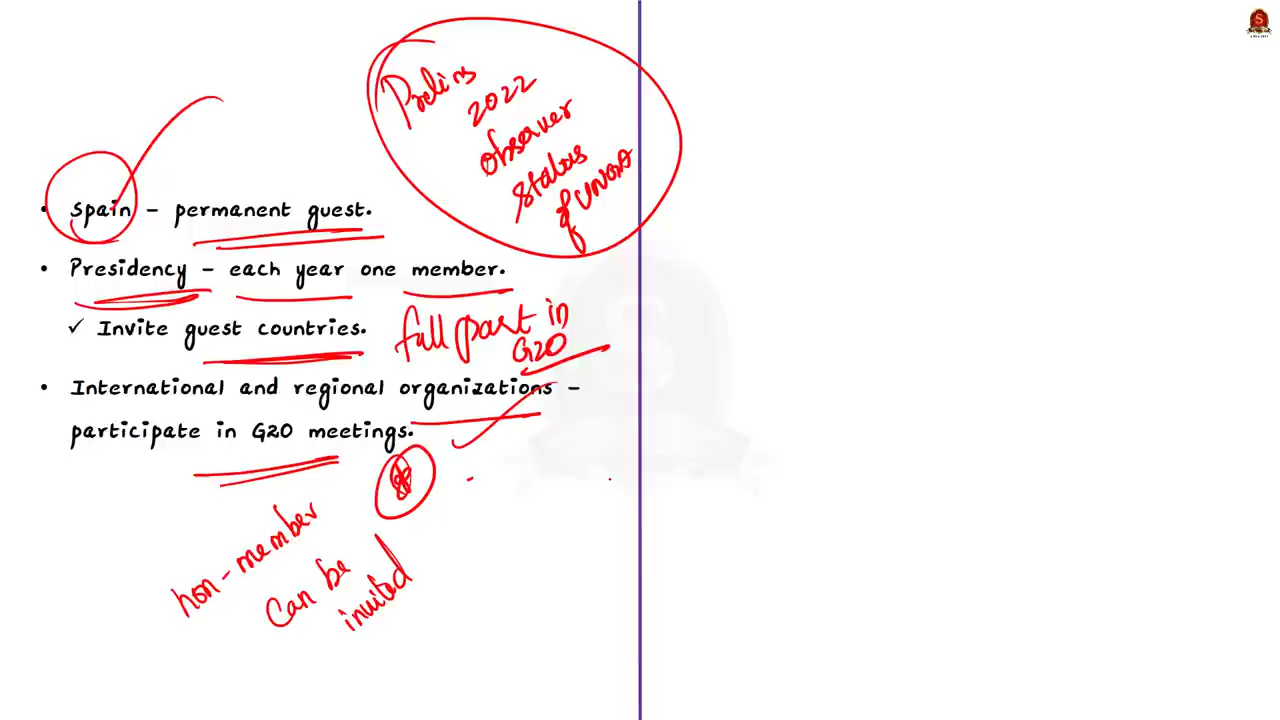 Prelims
2022
observer
status
of UNGA
• Spain - permanent guest.
• Presidency - each year one member.
✓ Invite guest countries.
full part in
G20
• International and regional organizations -
participate in G20 meetings.
non-member
can be
invited